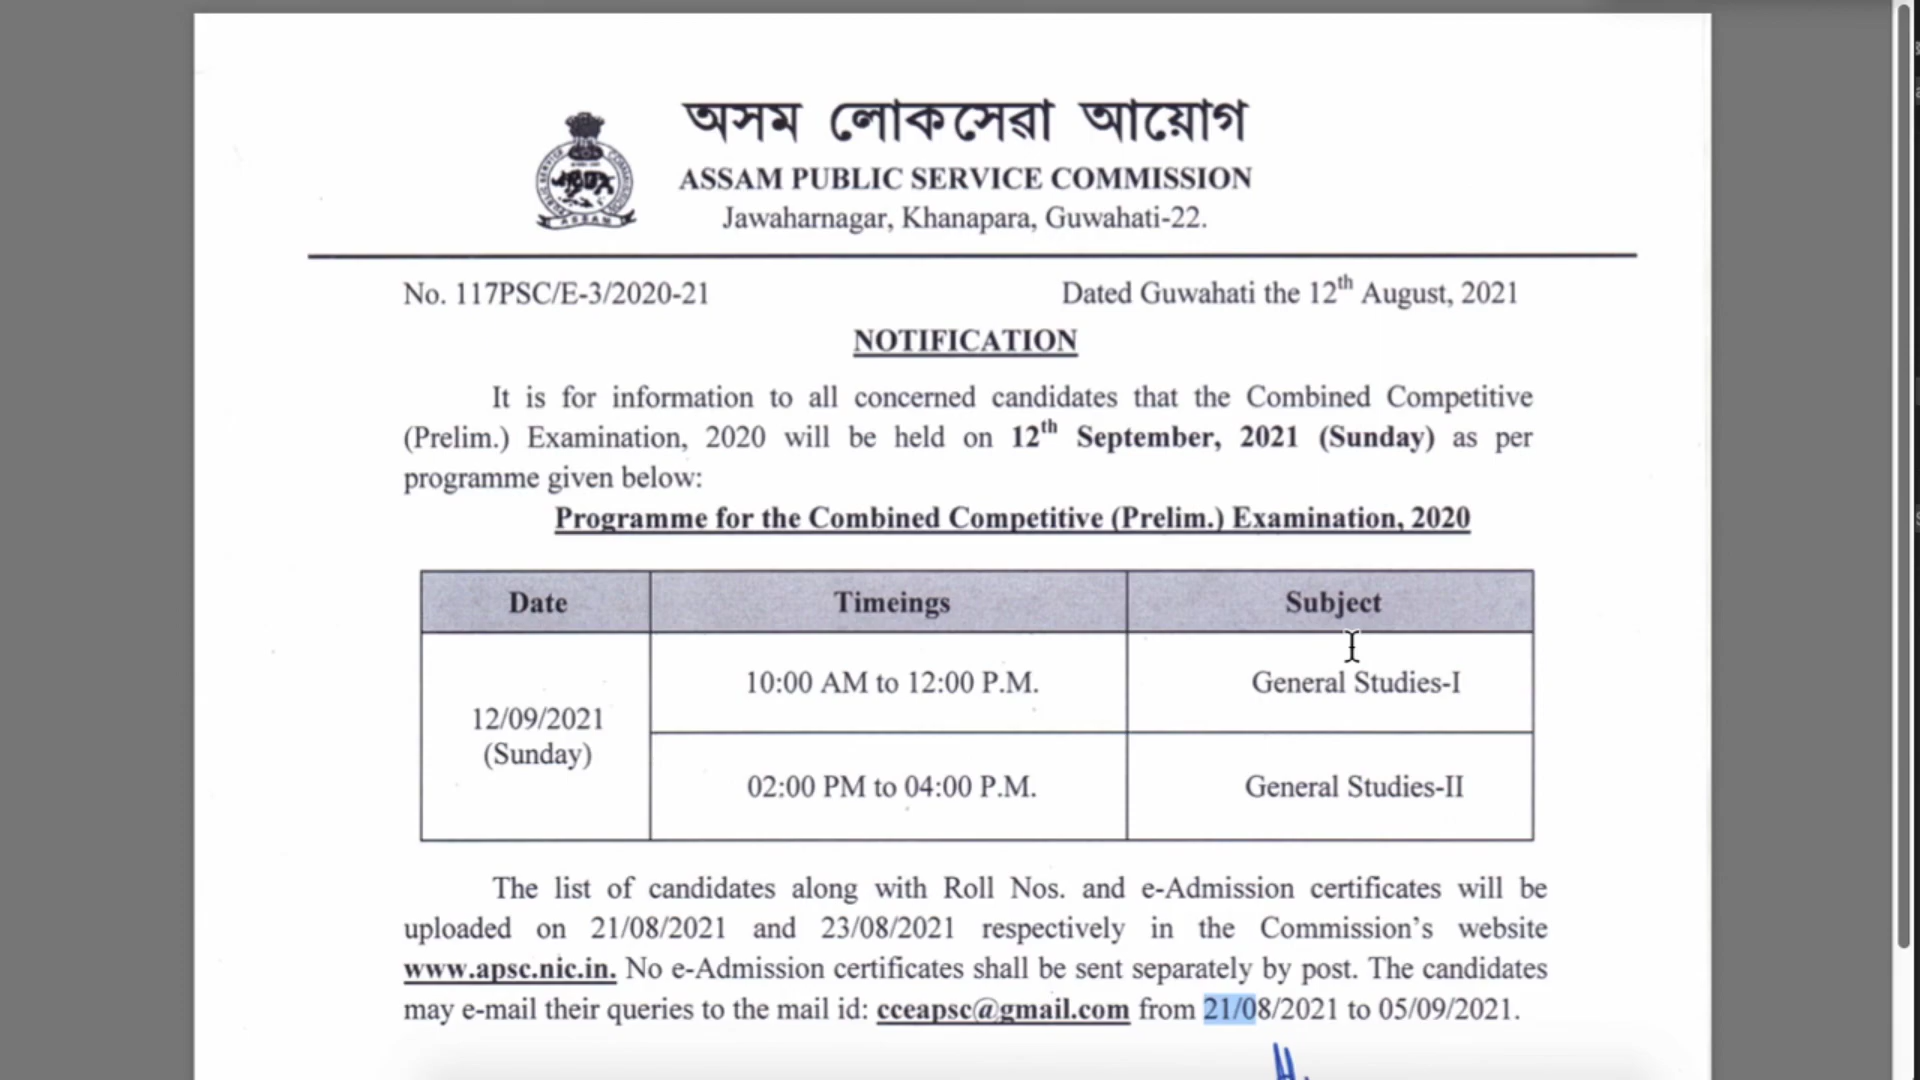 অসম লোকসেৱা আয়োগ
ASSAM PUBLIC SERVICE COMMISSION
Jawaharnagar, Khanapara, Guwahati-22.
ASSAM
No. 117PSC/E-3/2020-21 Dated Guwahati the 12th August, 2021
NOTIFICATION
It is for information to all concerned candidates that the Combined Competitive
(Prelim.) Examination, 2020 will be held on 12th September, 2021 (Sunday) as per
programme given below:
Programme for the Combined Competitive (Prelim.) Examination, 2020
Date Timeings Subject
12/09/2021
(Sunday)
10:00 AM to 12:00 P.M. General Studies-I
02:00 PM to 04:00 P.M. General Studies-II
The list of candidates along with Roll Nos. and e-Admission certificates will be
uploaded on 21/08/2021 and 23/08/2021 respectively in the Commission's website
www.apsc.nic.in. No e-Admission certificates shall be sent separately by post. The candidates
may e-mail their queries to the mail id: cceapsc@gmail.com from 21/08/2021 to 05/09/2021.